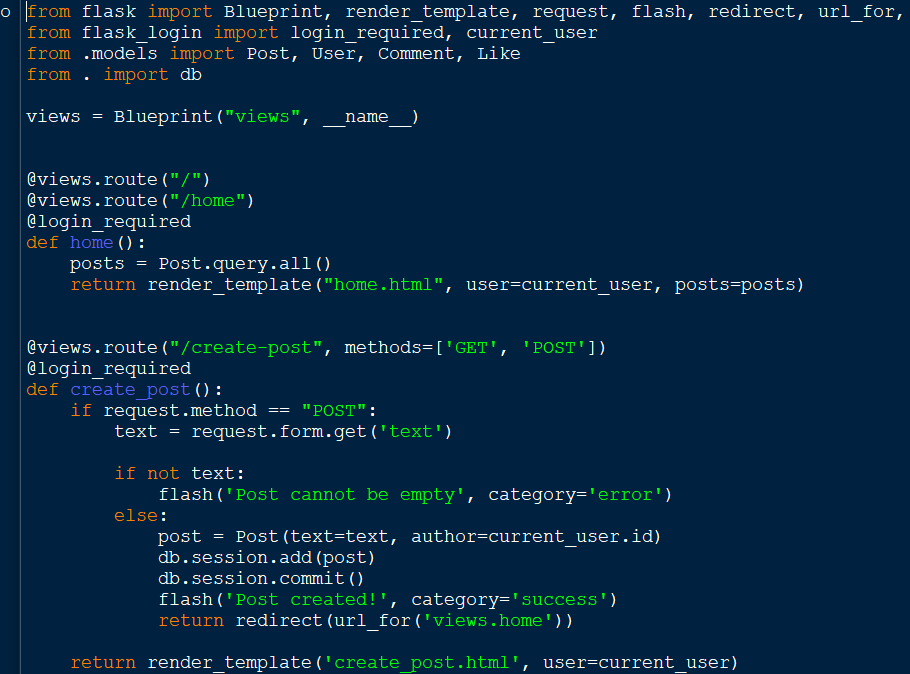 from flask import Blueprint, render_template, request, flash, redirect, url_for,
from flask_login import login_required, current_user
from .models import Post, User, Comment, Like
from . import db

views = Blueprint("views", __name__)


@views.route("/")
@views.route("/home")
@login_required
def home():
    posts = Post.query.all()
    return render_template("home.html", user=current_user, posts=posts)


@views.route("/create-post", methods=['GET', 'POST'])
@login_required
def create_post():
    if request.method == "POST":
        text = request.form.get('text')

        if not text:
            flash('Post cannot be empty', category='error')
        else:
            post = Post(text=text, author=current_user.id)
            db.session.add(post)
            db.session.commit()
            flash('Post created!', category='success')
            return redirect(url_for('views.home'))

    return render_template('create_post.html', user=current_user)